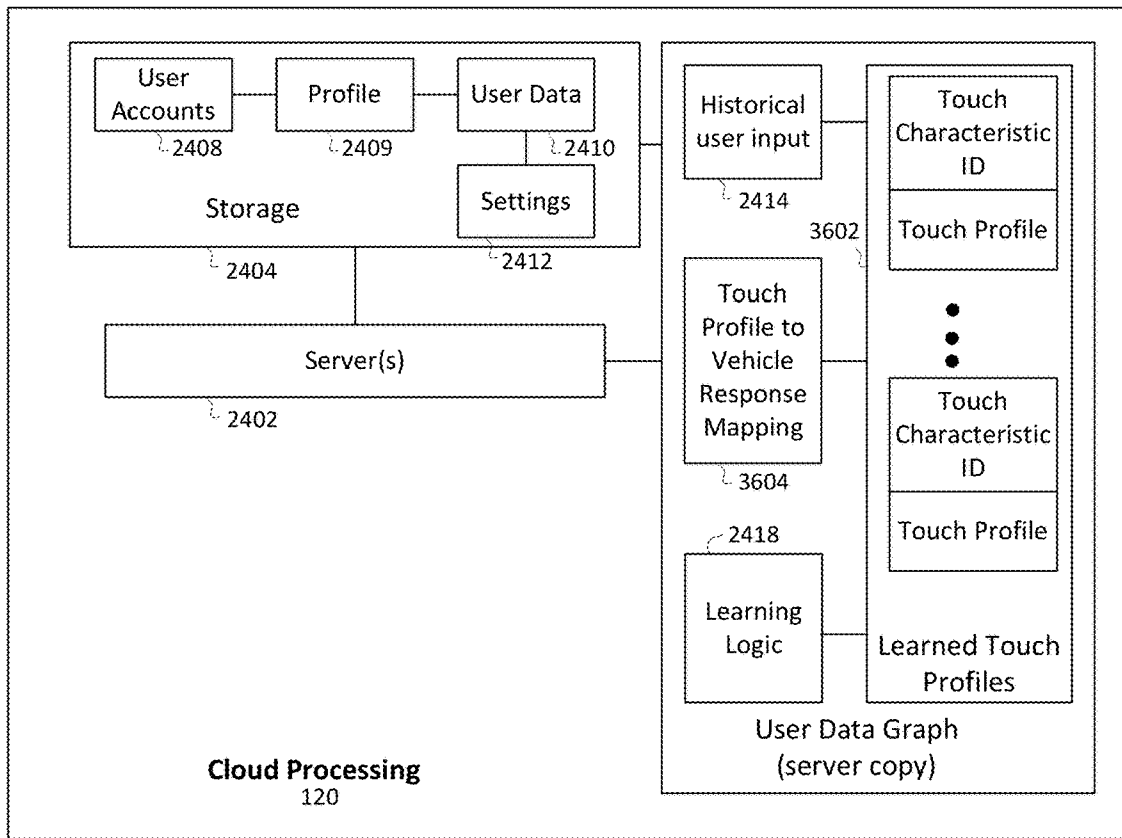 User
Accounts
2408
Profile
2409
User Data
2410
Settings
2412
Storage
2404
Server(s)
2402
Historical
user input
2414
3602
Touch
Profile to
Vehicle
Response
Mapping
3604
2418
Learning
Logic
Touch
Characteristic
ID
Touch Profile
Touch
Characteristic
ID
Touch Profile
Learned Touch
Profiles
User Data Graph
(server copy)
Cloud Processing
120